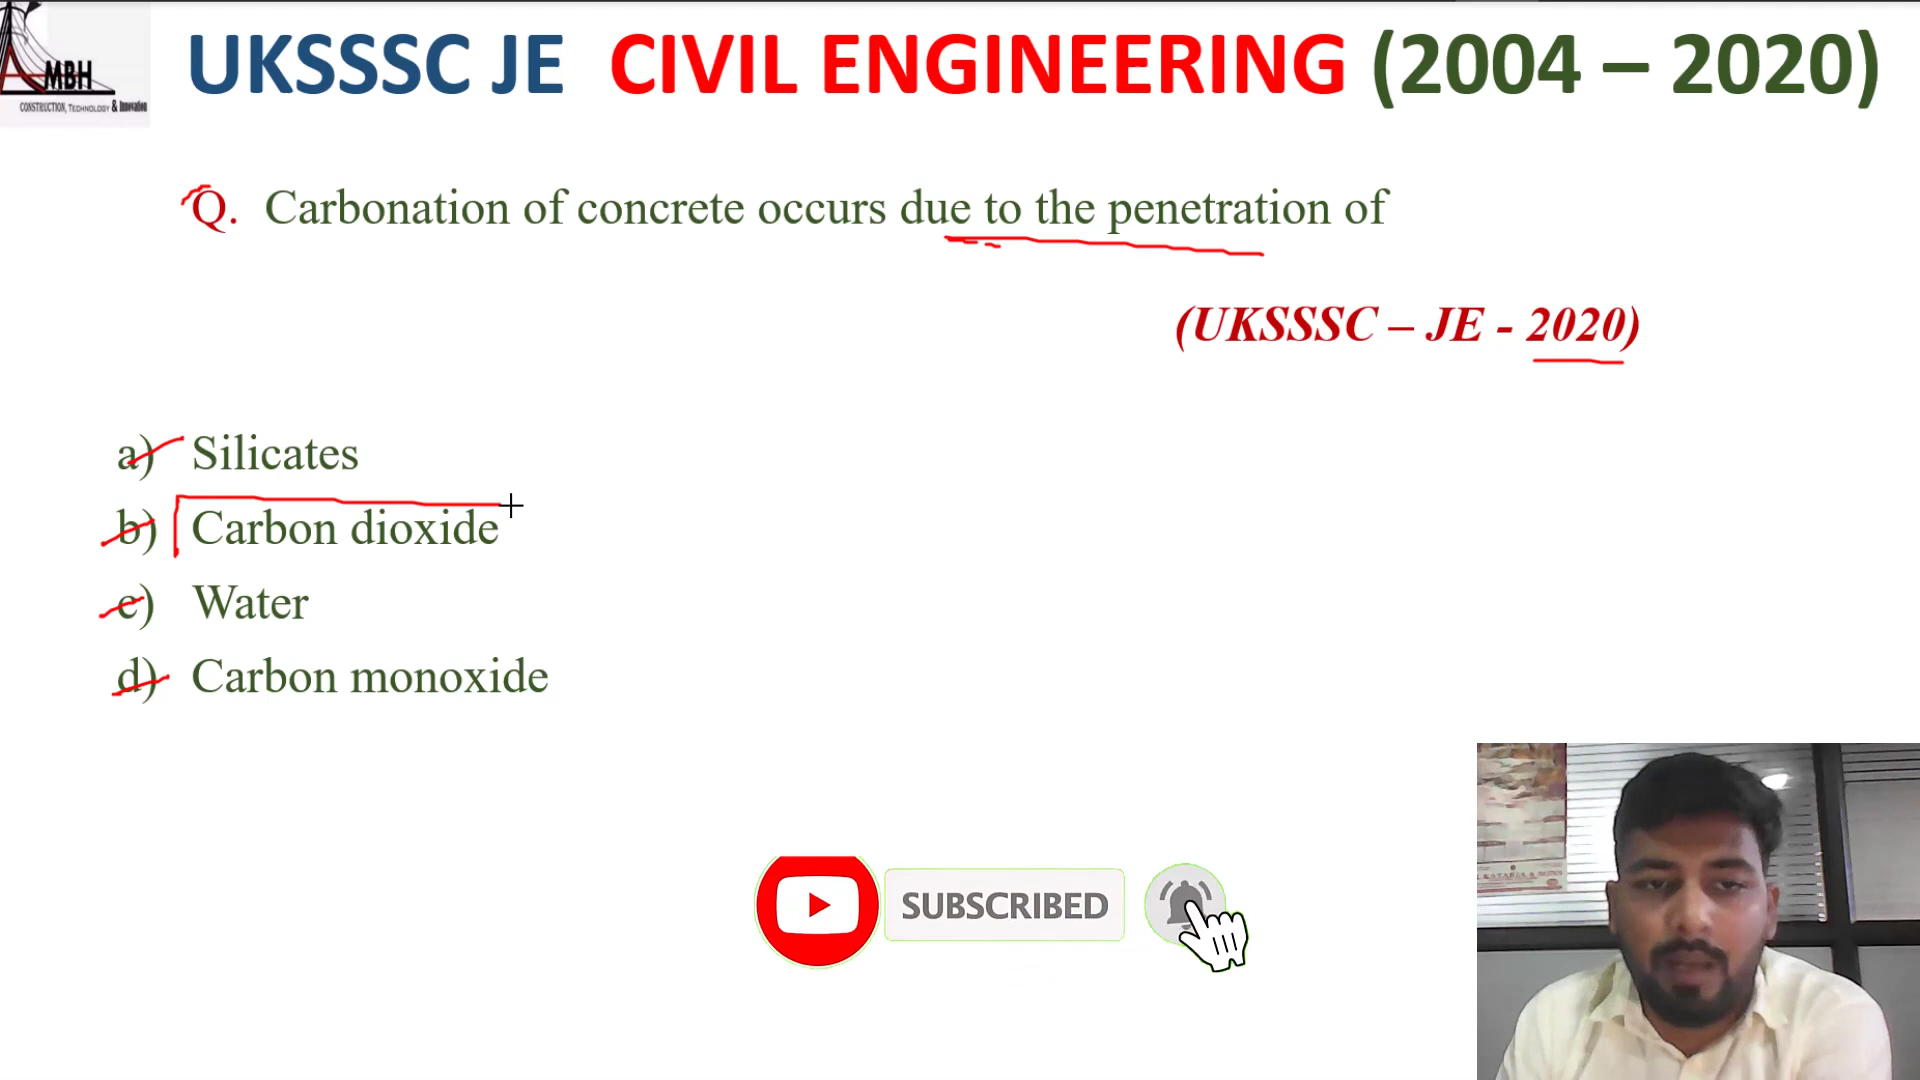 UKSSSC JE CIVIL ENGINEERING (2004 – 2020)
MBH
CONSTRUCTION, TECHNOLOGY & Innovation
Q. Carbonation of concrete occurs due to the penetration of
(UKSSSC – JE - 2020)
a) Silicates
b) Carbon dioxide
c) Water
d) Carbon monoxide
SUBSCRIBED